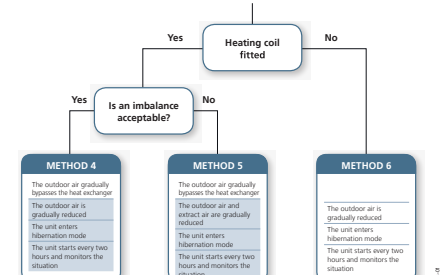 Yes
No
Heating coil
fitted
Yes
No
Is an imbalance
acceptable?
METHOD 4
The outdoor air gradually
bypasses the heat exchanger
The outdoor air is
gradually reduced
The unit enters
hibernation mode
The unit starts every two
hours and monitors the
situation
METHOD 5
The outdoor air gradually
bypasses the heat exchanger
The outdoor air and
extract air are gradually
reduced
The unit enters
hibernation mode
The unit starts every two
hours and monitors the
situation
METHOD 6
The outdoor air is
gradually reduced
The unit enters
hibernation mode
The unit starts every two
hours and monitors the
situation